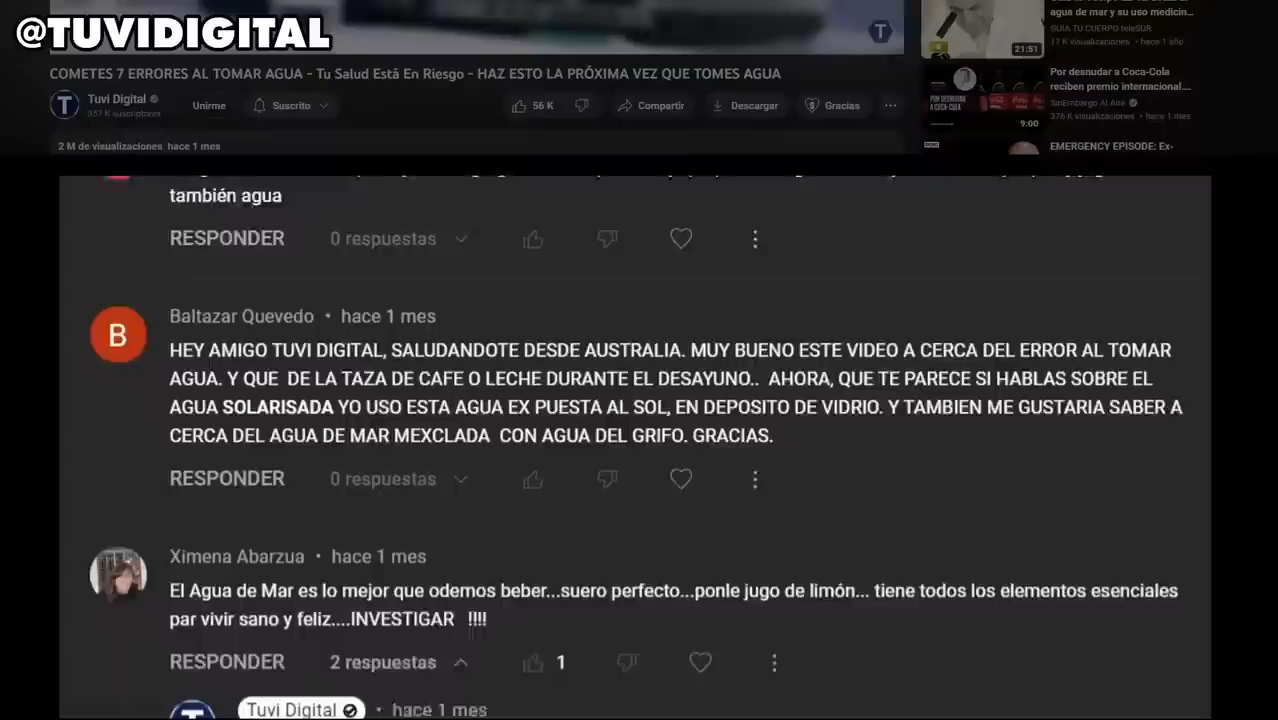 @TUVIDIGITAL
COMETES 7 ERRORES AL TOMAR AGUA - Tu Salud Está En Riesgo - HAZ ESTO LA PRÓXIMA VEZ QUE TOMES AGUA
Tuvi Digital
357 K suscriptores
Unirme
Suscrito
56 K
Compartir
Descargar
Gracias
2 M de visualizaciones hace 1 mes
agua de mar y su uso medicin...
GUIA TU CUERPO teleSUR
17 K visualizaciones • hace 1 año
21:51
Por desnudar a Coca-Cola
reciben premio internacional....
SinEmbargo Al Aire
376 K visualizaciones • hace 1 mes
POR DESNUDAR
A COCA-COLA
9:00
EMERGENCY EPISODE: Ex-
también agua
RESPONDER 0 respuestas
B
Baltazar Quevedo • hace 1 mes
HEY AMIGO TUVI DIGITAL, SALUDANDOTE DESDE AUSTRALIA. MUY BUENO ESTE VIDEO A CERCA DEL ERROR AL TOMAR
AGUA. Y QUE DE LA TAZA DE CAFE O LECHE DURANTE EL DESAYUNO.. AHORA, QUE TE PARECE SI HABLAS SOBRE EL
AGUA SOLARISADA YO USO ESTA AGUA EX PUESTA AL SOL, EN DEPOSITO DE VIDRIO. Y TAMBIEN ME GUSTARIA SABER A
CERCA DEL AGUA DE MAR MEXCLADA CON AGUA DEL GRIFO. GRACIAS.
RESPONDER 0 respuestas
Ximena Abarzua • hace 1 mes
El Agua de Mar es lo mejor que odemos beber...suero perfecto...ponle jugo de limón... tiene todos los elementos esenciales
par vivir sano y feliz....INVESTIGAR !!!!
RESPONDER 2 respuestas 1
Tuvi Digital • hace 1 mes